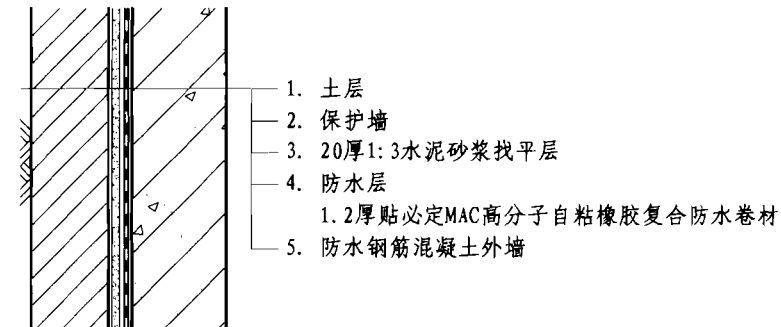 1. 土层
2. 保护墙
3. 20厚1:3水泥砂浆找平层
4. 防水层
1.2厚贴必定MAC高分子自粘橡胶复合防水卷材
5. 防水钢筋混凝土外墙